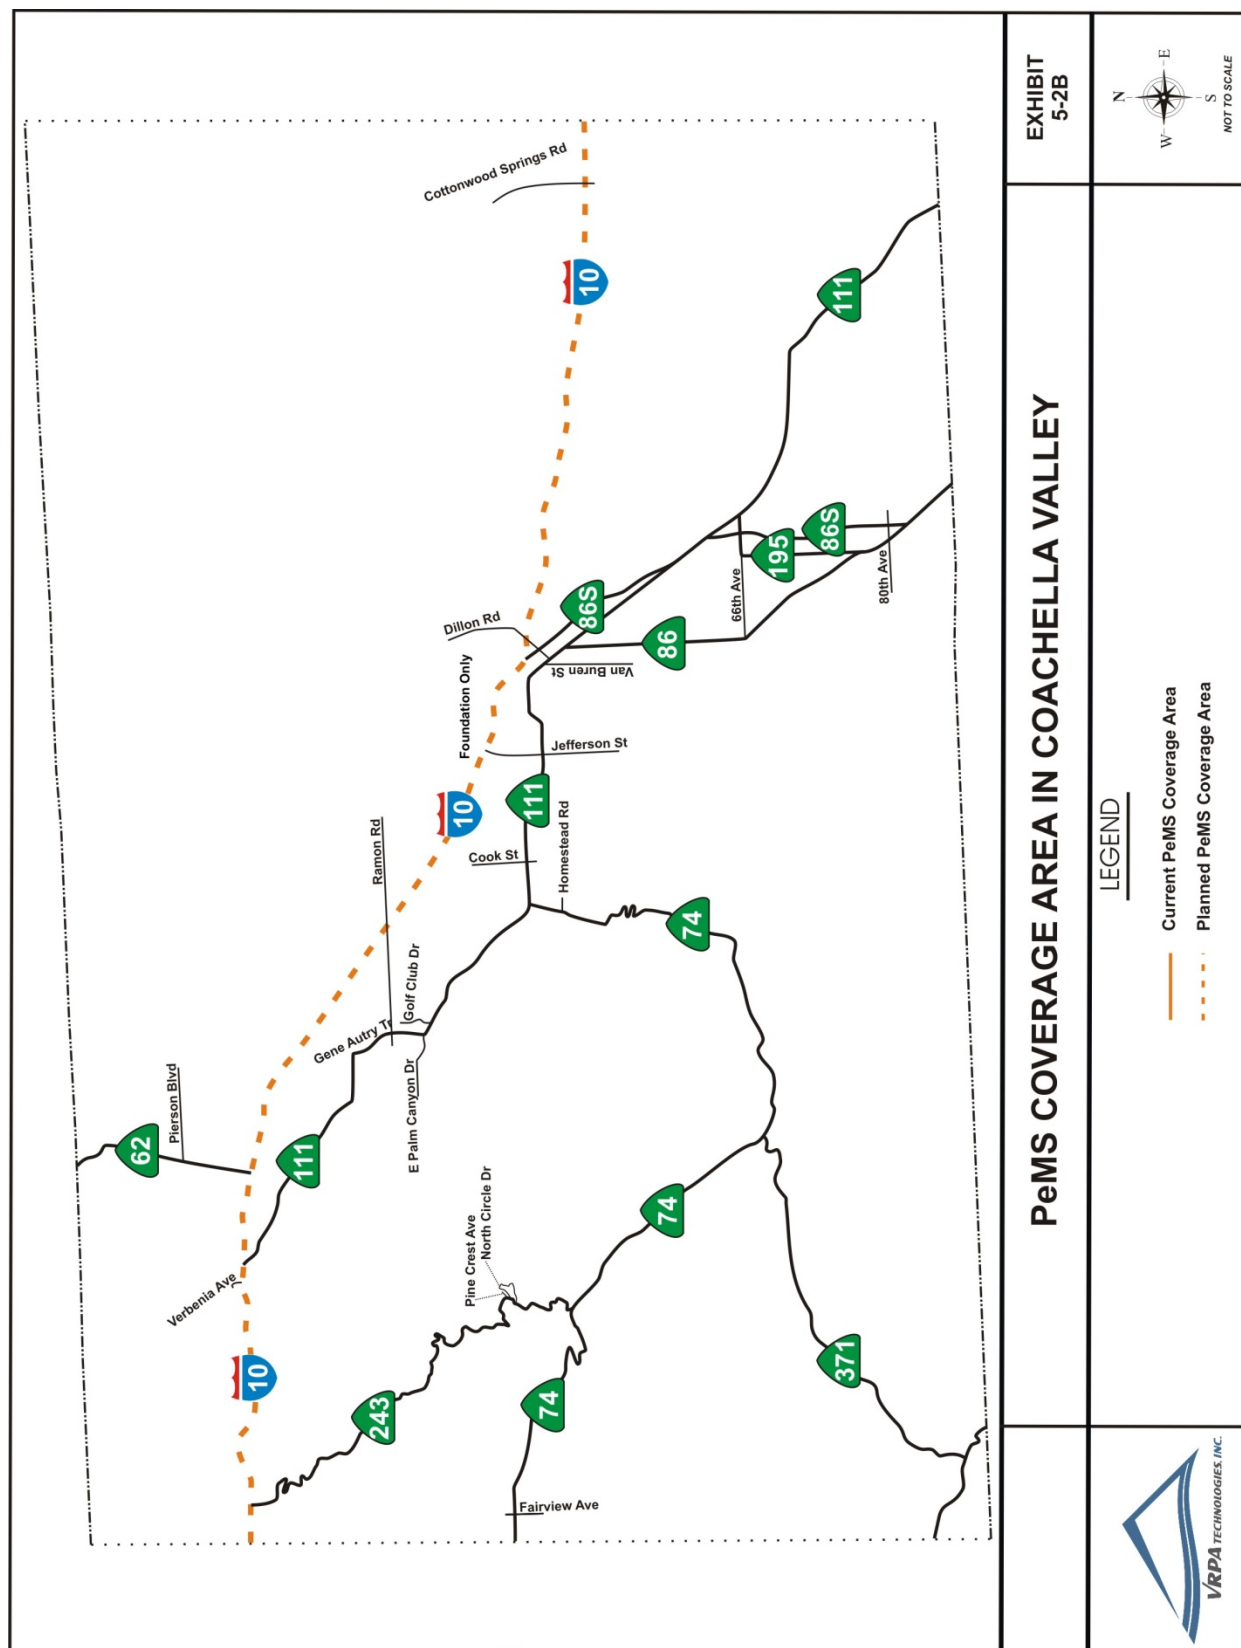 Cottonwood Springs Rd
10
111
Dillon Rd
Foundation Only
86S
86
Van Buren St
66th Ave
195
86S
80th Ave
Jefferson St
10
111
Ramon Rd
Cook St
Homestead Rd
74
Golf Club Dr
Gene Autry Tr
E Palm Canyon Dr
Pierson Blvd
62
111
Verbenia Ave
10
Pine Crest Ave
North Circle Dr
74
243
74
Fairview Ave
371
EXHIBIT
5-2B
PeMS COVERAGE AREA IN COACHELLA VALLEY
N
W
E
S
NOT TO SCALE
LEGEND
Current PeMS Coverage Area
Planned PeMS Coverage Area
VRPA TECHNOLOGIES, INC.